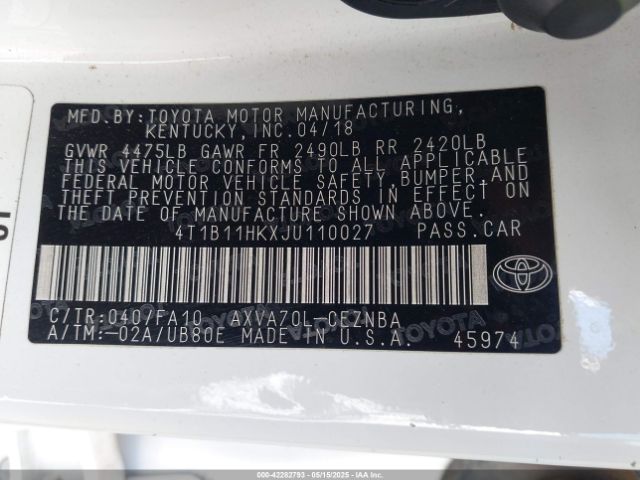 MFD. BY: TOYOTA MOTOR MANUFACTURING,
KENTUCKY, INC. 04/18
GVWR 4475LB GAWR FR 2490LB RR 2420LB
THIS VEHICLE CONFORMS TO ALL APPLICABLE
FEDERAL MOTOR VEHICLE SAFETY, BUMPER, AND
THEFT PREVENTION STANDARDS IN EFFECT ON
THE DATE OF MANUFACTURE SHOWN ABOVE.
4T1B11HKXJU110027 PASS.CAR
C/TR:040/FA10 AXVA70L-CEZNBA
A/TM:-02A/UB80E MADE IN U.S.A. 45974
000-42282793 - 05/15/2025 - IAAI.COM